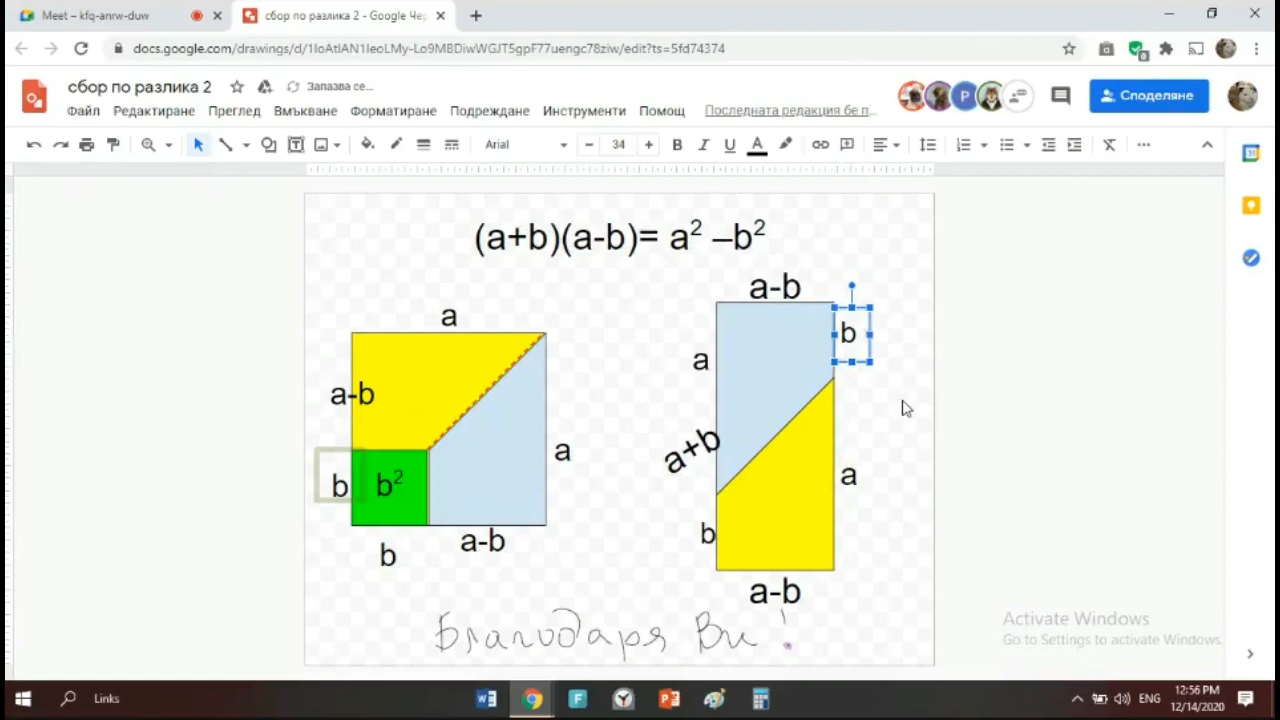 Meet – kfq-anrw-duw
сбор по разлика 2 - Google Че
docs.google.com/drawings/d/1IoAtIAN1IeoLMy-Lo9MBDiwWGJT5gpF77uengc78ziw/edit?ts=5fd74374
сбор по разлика 2
Запазва се…
Файл Редактиране Преглед Вмъкване Форматиране Подреждане Инструменти Помощ Последната редакция бе п…
P
Споделяне
Arial 34 B I U A
(a+b)(a-b)= a² –b²
a
a-b
b
b²
b
a-b
a
a-b
b
a
a+b
a
b
a-b
Благодаря Ви!
Activate Windows
Go to Settings to activate Windows.
Links
ENG
12:56 PM
12/14/2020